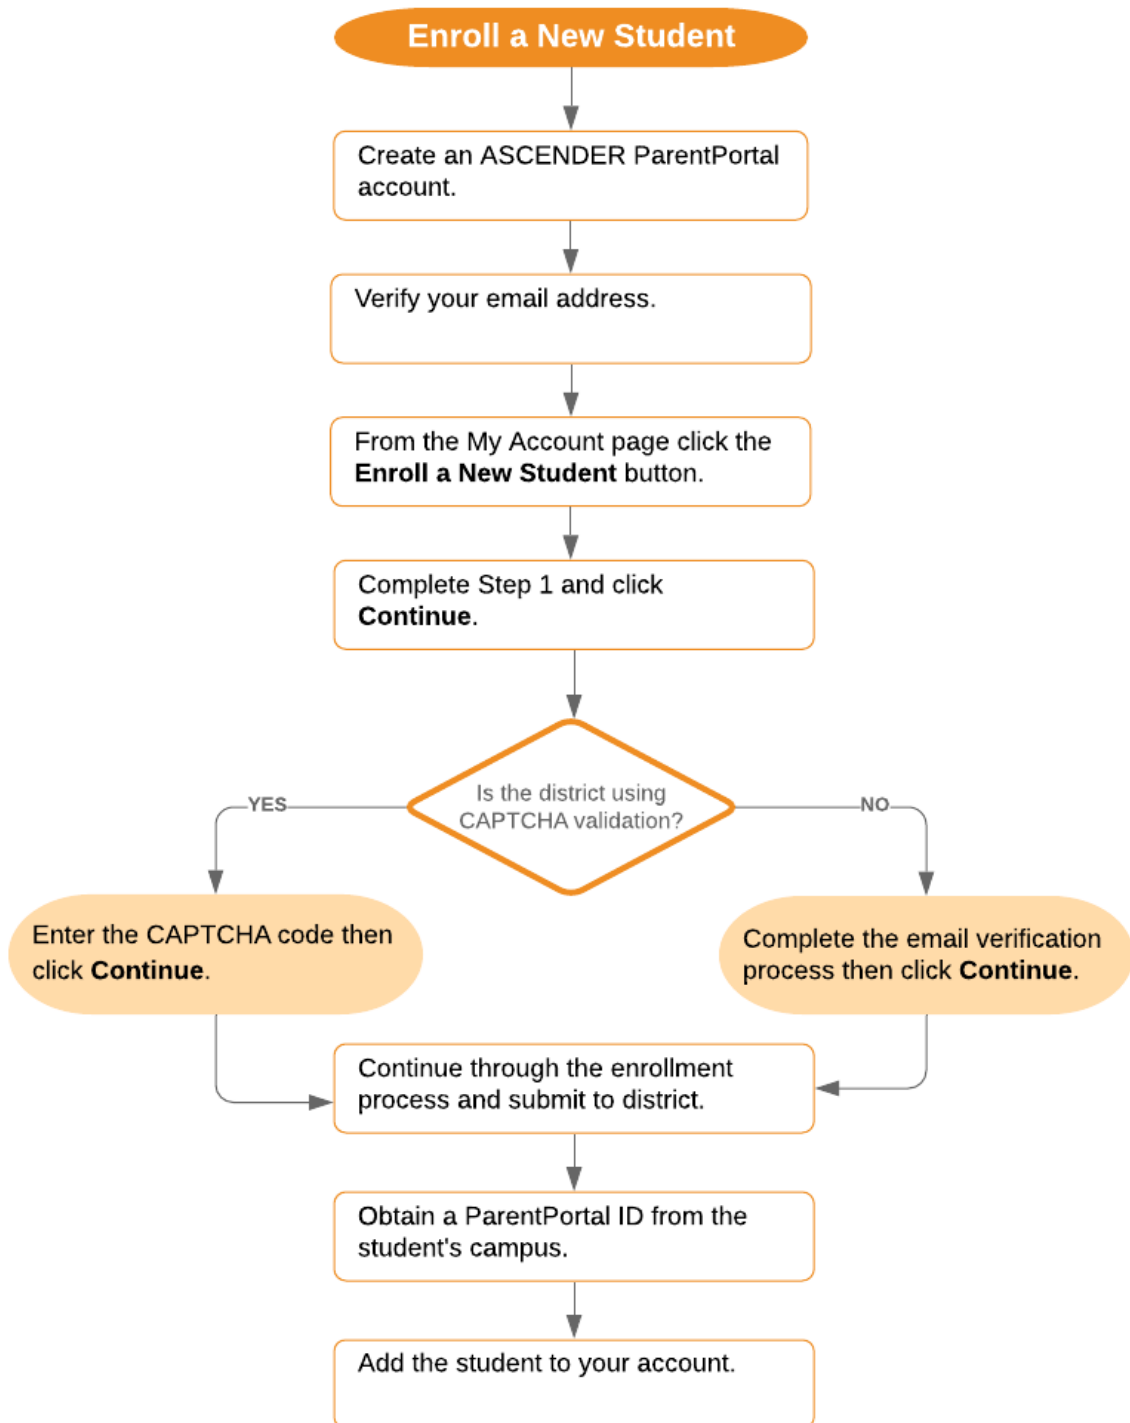 Enroll a New Student
Create an ASCENDER ParentPortal
account.
Verify your email address.
From the My Account page click the
Enroll a New Student button.
Complete Step 1 and click
Continue.
Is the district using
CAPTCHA validation?
YES
NO
Enter the CAPTCHA code then
click Continue.
Complete the email verification
process then click Continue.
Continue through the enrollment
process and submit to district.
Obtain a ParentPortal ID from the
student's campus.
Add the student to your account.